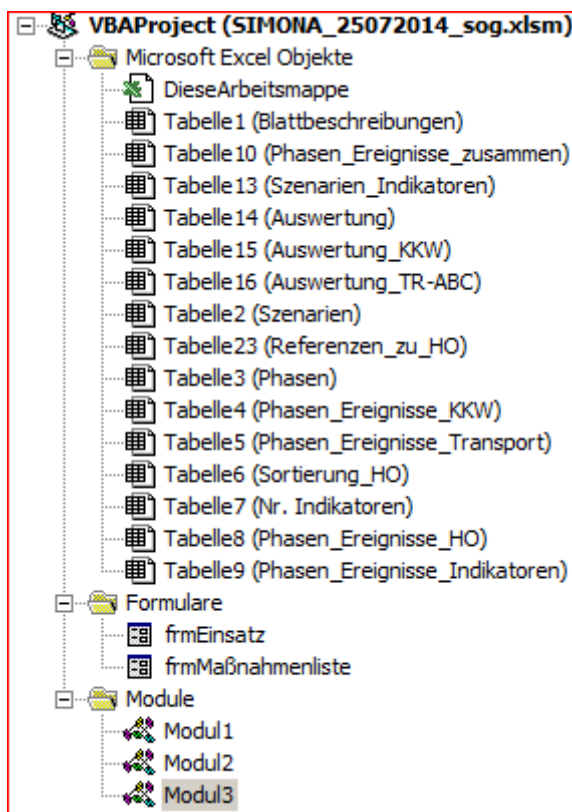 VBAProject (SIMONA_25072014_sog.xlsm)
Microsoft Excel Objekte
DieseArbeitsmappe
Tabelle1 (Blattbeschreibungen)
Tabelle10 (Phasen_Ereignisse_zusammen)
Tabelle13 (Szenarien_Indikatoren)
Tabelle14 (Auswertung)
Tabelle15 (Auswertung_KKW)
Tabelle16 (Auswertung_TR-ABC)
Tabelle2 (Szenarien)
Tabelle23 (Referenzen_zu_HO)
Tabelle3 (Phasen)
Tabelle4 (Phasen_Ereignisse_KKW)
Tabelle5 (Phasen_Ereignisse_Transport)
Tabelle6 (Sortierung_HO)
Tabelle7 (Nr. Indikatoren)
Tabelle8 (Phasen_Ereignisse_HO)
Tabelle9 (Phasen_Ereignisse_Indikatoren)
Formulare
frmEinsatz
frmMaßnahmenliste
Module
Modul1
Modul2
Modul3